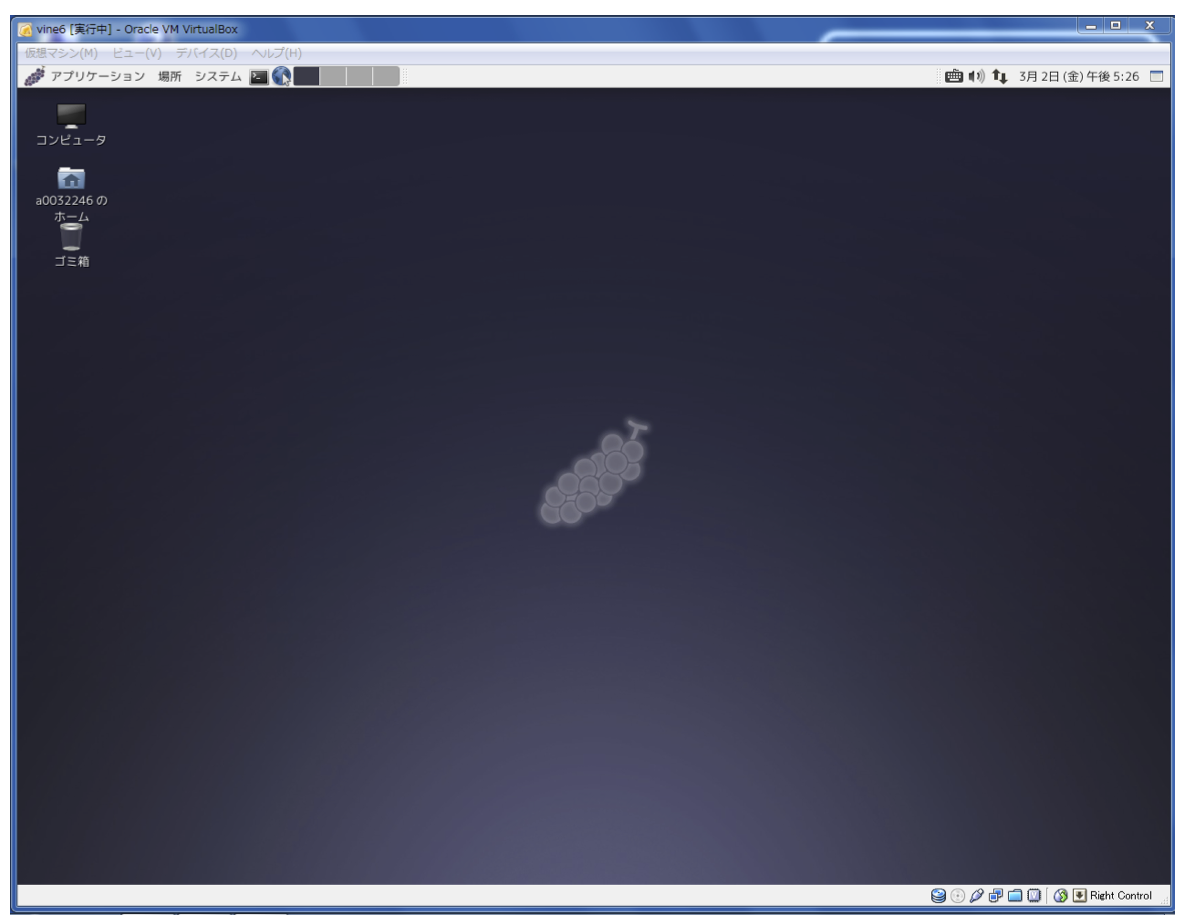 vine6 [実行中] - Oracle VM VirtualBox
仮想マシン(M) ビュー(V) デバイス(D) ヘルプ(H)
アプリケーション 場所 システム 3月 2日 (金) 午後 5:26
コンピュータ
a0032246 の
ホーム
ゴミ箱
Right Control